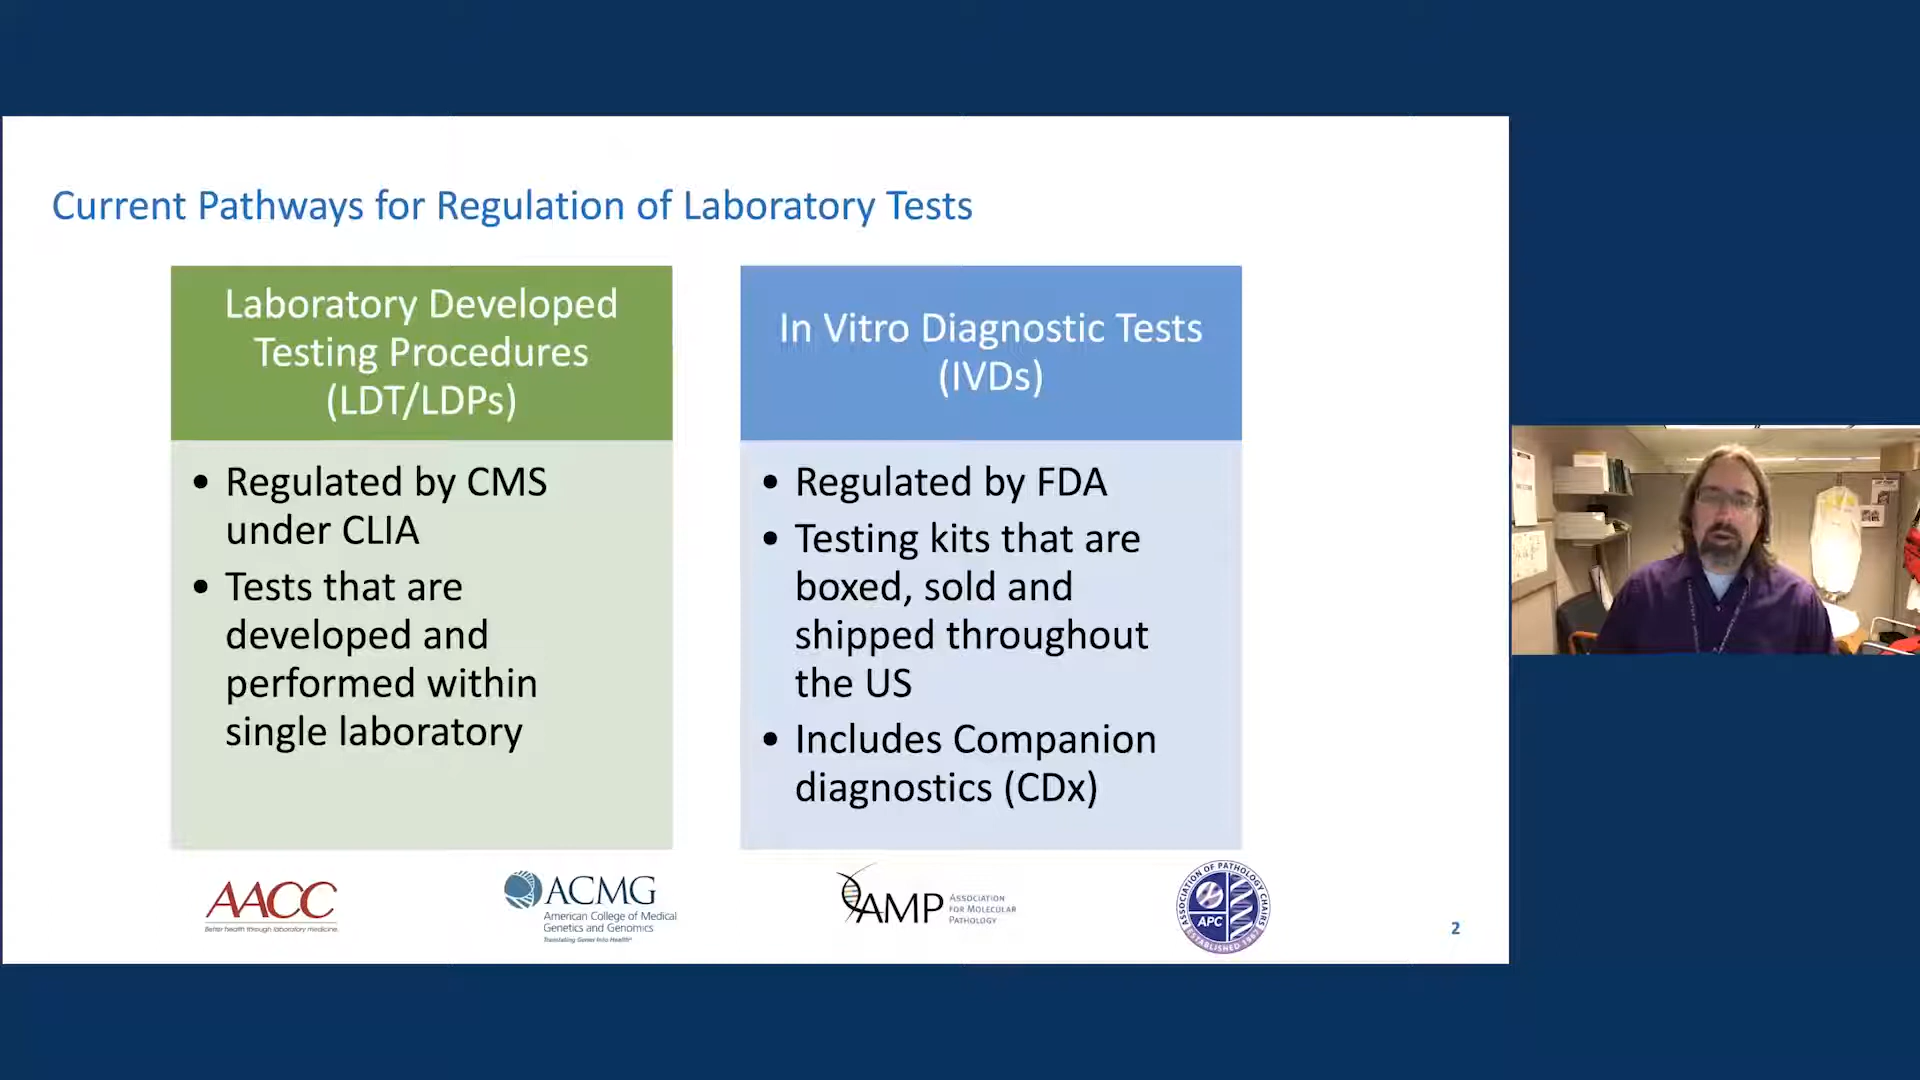 Current Pathways for Regulation of Laboratory Tests
Laboratory Developed
Testing Procedures
(LDT/LDPs)
• Regulated by CMS
under CLIA
• Tests that are
developed and
performed within
single laboratory
In Vitro Diagnostic Tests
(IVDs)
• Regulated by FDA
• Testing kits that are
boxed, sold and
shipped throughout
the US
• Includes Companion
diagnostics (CDx)
AACC
Better health through laboratory medicine.
ACMG
American College of Medical
Genetics and Genomics
Translating Genes Into Health®
AMP
ASSOCIATION
FOR MOLECULAR
PATHOLOGY
ASSOCIATION OF PATHOLOGY CHAIRS
APC
ESTABLISHED 1967
2